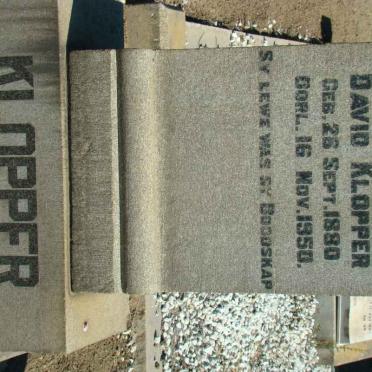 DAVID KLOPPER
GEB. 26 SEPT. 1880
OORL. 16 NOV. 1950.
SY LEWE WAS SY BOODSKAP
KLOPPER